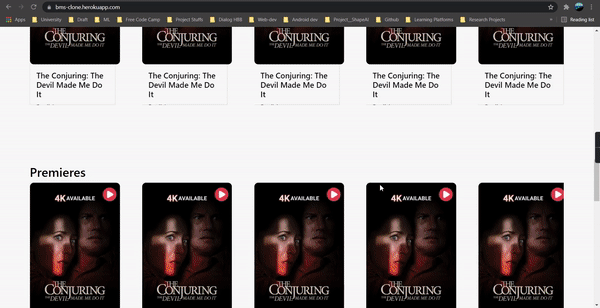 bms-clone.herokuapp.com
Apps University Draft ML Free Code Camp Project Stuffs Dialog HBB Web-dev Android-dev Project__ShapeAI Github Learning Platforms Research Projects » Reading list
THE CONJURING THE DEVIL MADE ME DO IT THE CONJURING THE DEVIL MADE ME DO IT THE CONJURING THE DEVIL MADE ME DO IT THE CONJURING THE DEVIL MADE ME DO IT THE CONJURING THE DEVIL MADE ME DO IT
The Conjuring: The The Conjuring: The The Conjuring: The The Conjuring: The The Conjuring: The
Devil Made Me Do Devil Made Me Do Devil Made Me Do Devil Made Me Do Devil Made Me Do
It It It It It
Premieres
4K AVAILABLE 4K AVAILABLE 4K AVAILABLE 4K AVAILABLE 4K AVAILABLE
THE THE THE THE THE
CONJURING CONJURING CONJURING CONJURING CONJURING
THE DEVIL MADE ME DO IT THE DEVIL MADE ME DO IT THE DEVIL MADE ME DO IT THE DEVIL MADE ME DO IT THE DEVIL MADE ME DO IT